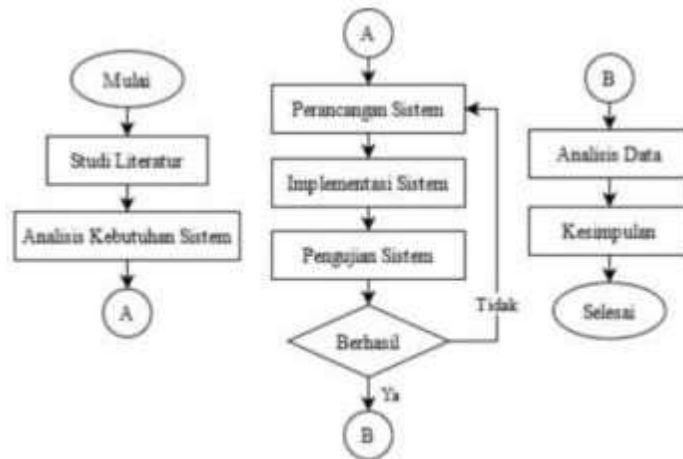 Mulai
Studi Literatur
Analisis Kebutuhan Sistem
A
A
Perancangan Sistem
Implementasi Sistem
Pengujian Sistem
Berhasil
Tidak
Ya
B
B
Analisis Data
Kesimpulan
Selesai